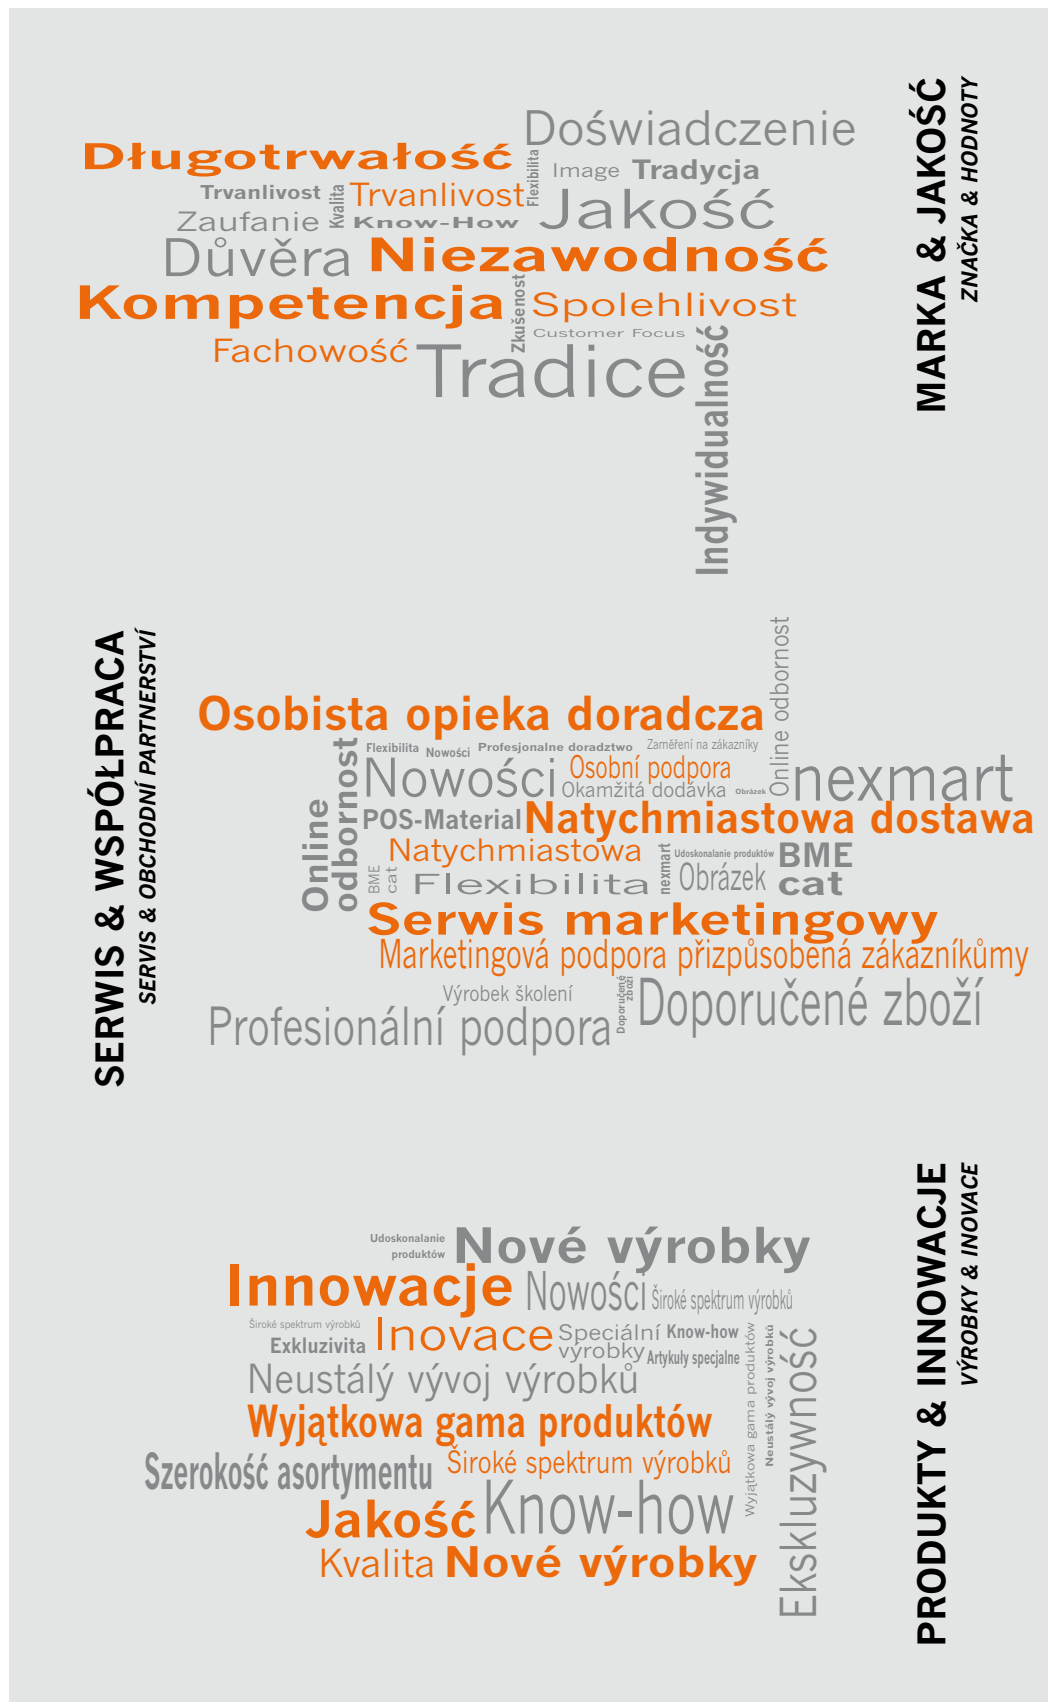 MARKA & JAKOŚĆ
ZNAČKA & HODNOTY
Doświadczenie
Długotrwałość
Flexibilita
Image
Tradycja
Trvanlivost
Kvalita
Trvanlivost
Jakość
Zaufanie
Know-How
Důvěra
Niezawodność
Kompetencja
Zkušenost
Spolehlivost
Customer Focus
Fachowość
Tradice
Indywidualność
SERWIS & WSPÓŁPRACA
SERVIS & OBCHODNÍ PARTNERSTVÍ
Online odbornost
Osobista opieka doradcza
Flexibilita
Nowości
Profesjonalne doradztwo
Zaměření na zákazníky
Online
odbornost
Nowości
Osobní podpora
Okamžitá dodávka
Obrázek
nexmart
POS-Material
Natychmiastowa dostawa
Natychmiastowa
nexmart
Udoskonalanie produktów
BME
cat
BME
cat
Flexibilita
Obrázek
Serwis marketingowy
Marketingová podpora přizpůsobená zákazníkůmy
Výrobek školení
Doporučené
zboží
Doporučené zboží
Profesionální podpora
PRODUKTY & INNOWACJE
VÝROBKY & INOVACE
Udoskonalanie
produktów
Nové výrobky
Innowacje
Nowości
Široké spektrum výrobků
Široké spektrum výrobků
Exkluzivita
Inovace
Speciální
výrobky
Know-how
Artykuły specjalne
Wyjątkowa gama produktów
Neustálý vývoj výrobků
Ekskluzywność
Neustálý vývoj výrobků
Wyjątkowa gama produktów
Szerokość asortymentu
Široké spektrum výrobků
Jakość
Know-how
Kvalita
Nové výrobky